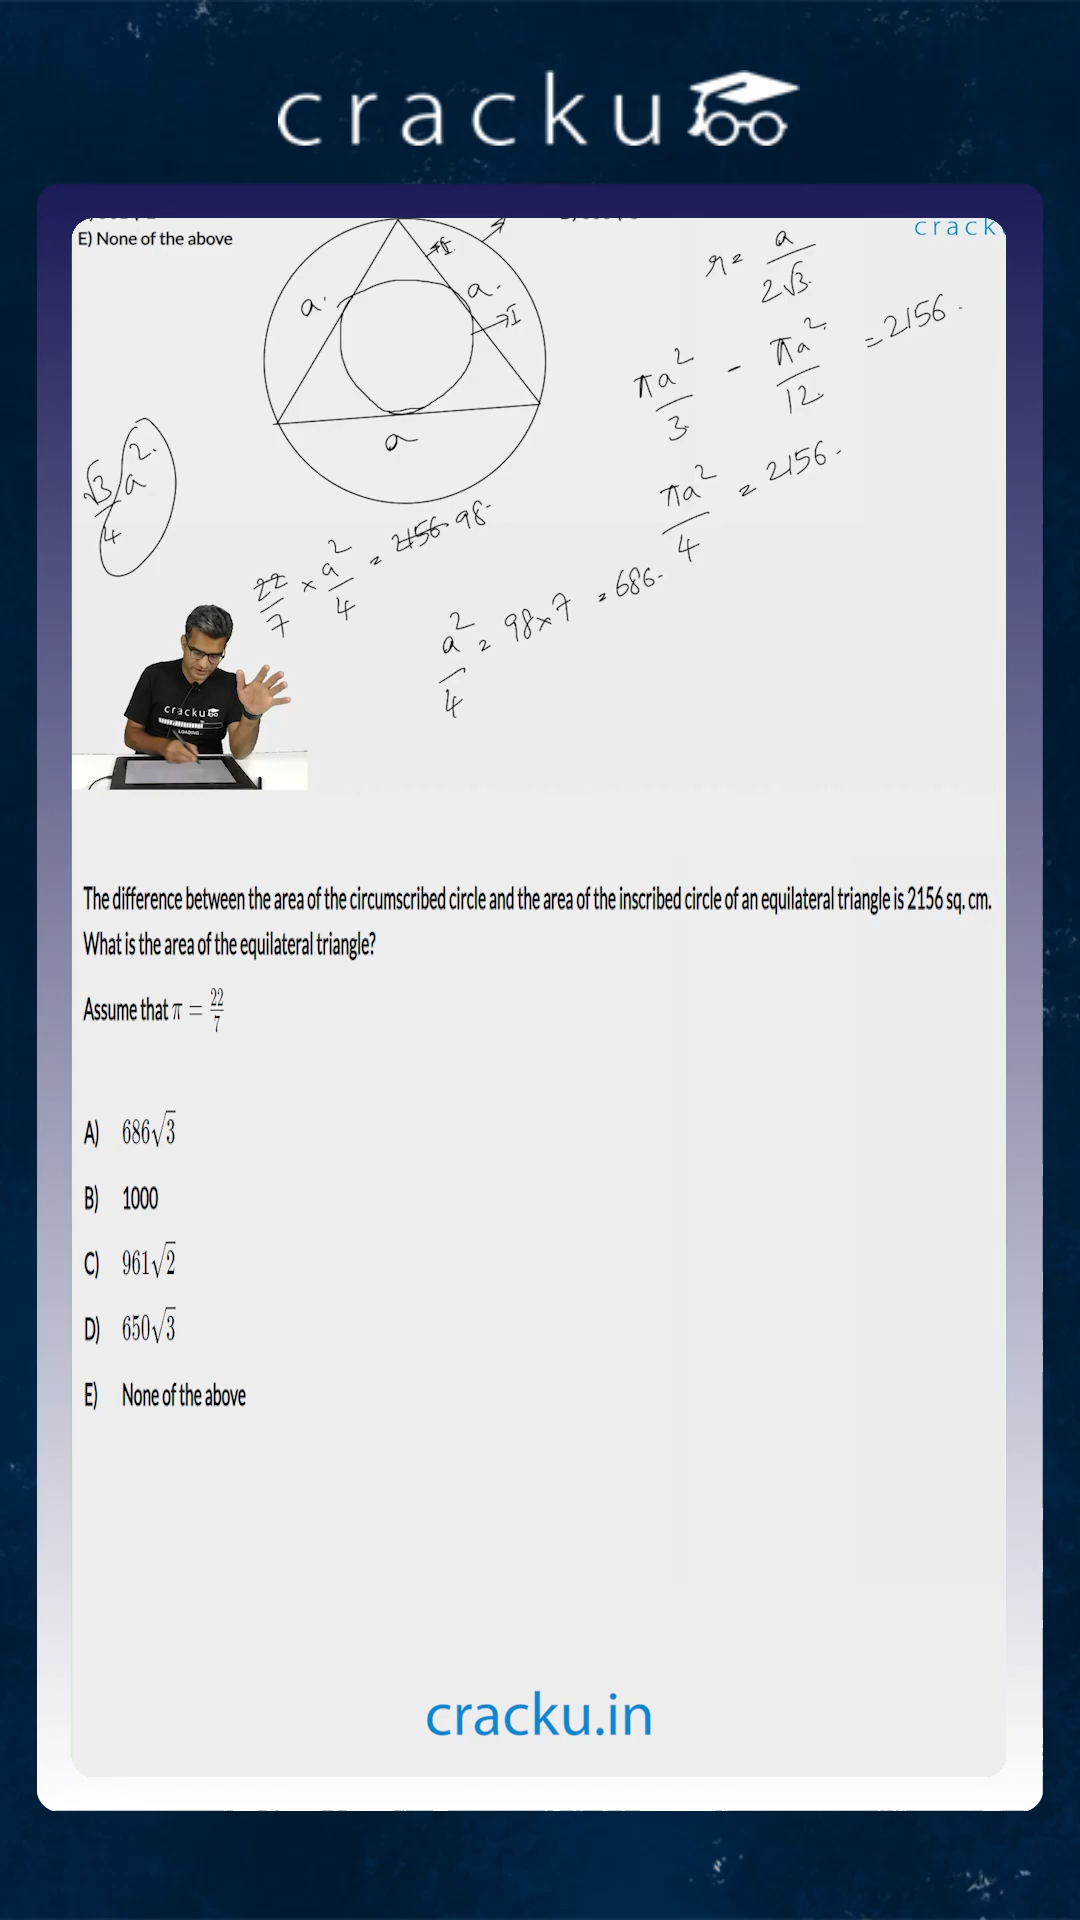 cracku
E) None of the above
crack
r = a / 2√3
a
a
I
a
πa² / 3 - πa² / 12 = 2156
√3 / 4 a²
πa² / 4 = 2156
22 / 7 × a² / 4 = 2156 98
a² / 4 = 98 × 7 = 686
cracku
LOADING...
The difference between the area of the circumscribed circle and the area of the inscribed circle of an equilateral triangle is 2156 sq. cm.
What is the area of the equilateral triangle?
Assume that π = 22/7
A) 686√3
B) 1000
C) 961√2
D) 650√3
E) None of the above
cracku.in